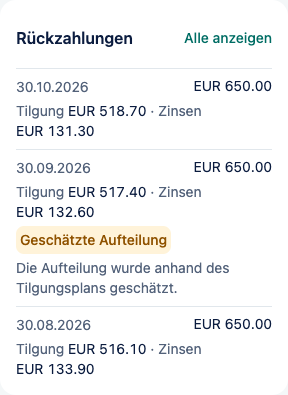 Rückzahlungen Alle anzeigen
30.10.2026 EUR 650.00
Tilgung EUR 518.70 · Zinsen
EUR 131.30
30.09.2026 EUR 650.00
Tilgung EUR 517.40 · Zinsen
EUR 132.60
Geschätzte Aufteilung
Die Aufteilung wurde anhand des
Tilgungsplans geschätzt.
30.08.2026 EUR 650.00
Tilgung EUR 516.10 · Zinsen
EUR 133.90